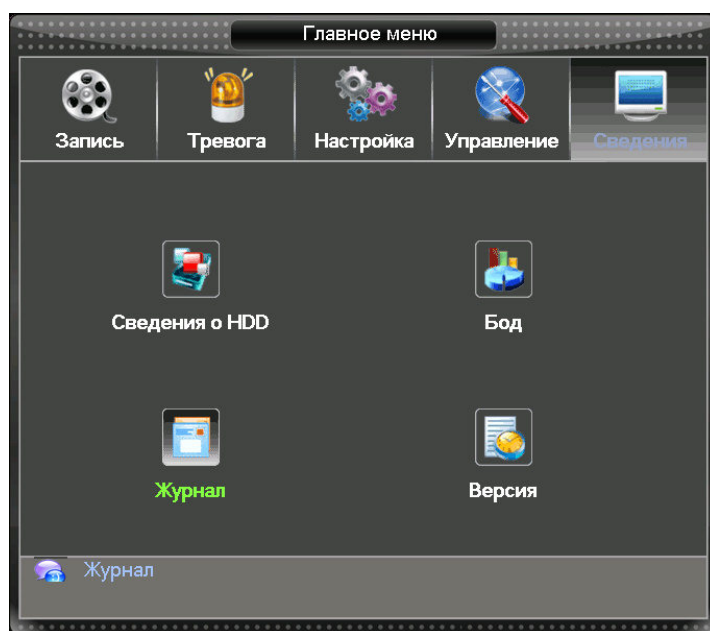 Главное меню
Запись Тревога Настройка Управление Сведения
Сведения о HDD Бод
Журнал Версия
Журнал